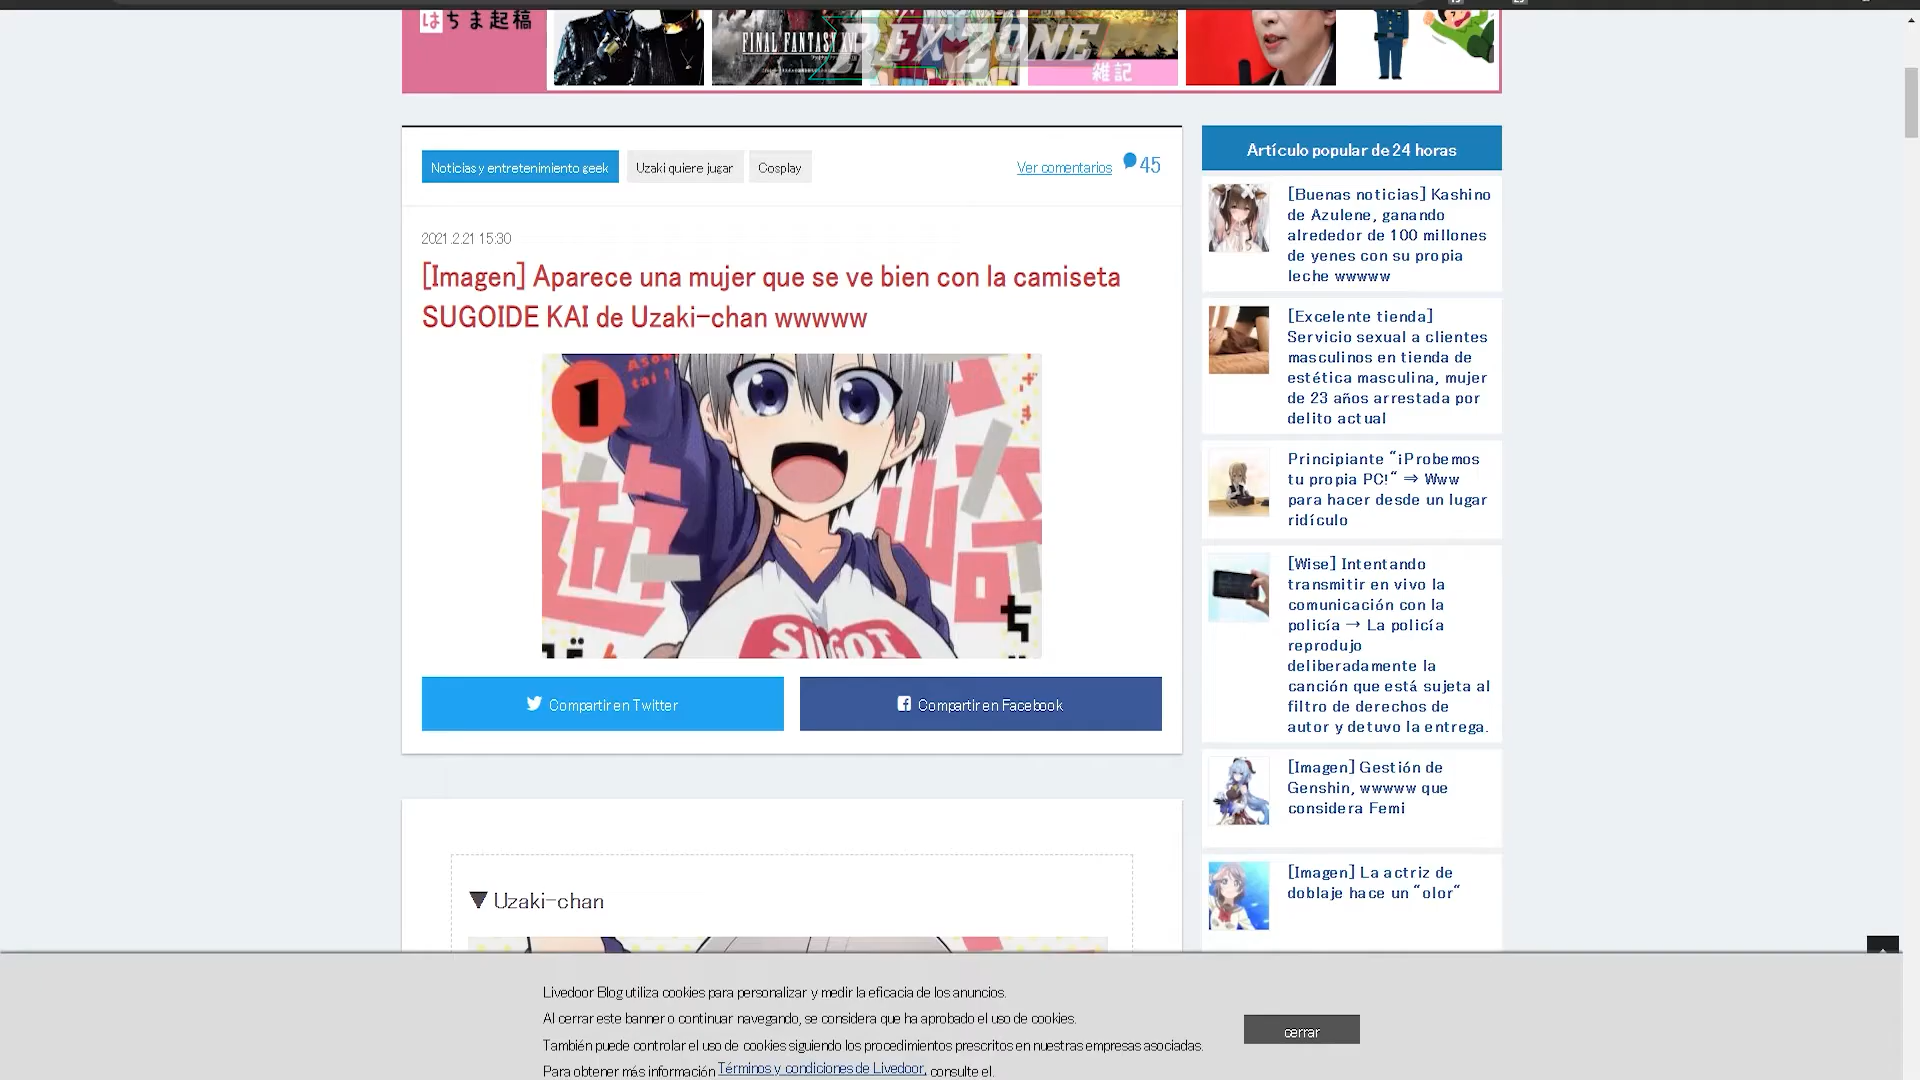 はちま起稿
FINAL FANTASY XVI
REX ZONE
雑記
Noticias y entretenimiento geek
Uzaki quiere jugar
Cosplay
Ver comentarios
45
2021.2.21 15:30
[Imagen] Aparece una mujer que se ve bien con la camiseta
SUGOIDE KAI de Uzaki-chan wwwww
1
Asobi
tai!
遊
崎
ち
SUGOI
Compartir en Twitter
Compartir en Facebook
▼ Uzaki-chan
Artículo popular de 24 horas
[Buenas noticias] Kashino
de Azulene, ganando
alrededor de 100 millones
de yenes con su propia
leche wwwww
[Excelente tienda]
Servicio sexual a clientes
masculinos en tienda de
estética masculina, mujer
de 23 años arrestada por
delito actual
Principiante "¡Probemos
tu propia PC!" ⇒ Www
para hacer desde un lugar
ridículo
[Wise] Intentando
transmitir en vivo la
comunicación con la
policía → La policía
reprodujo
deliberadamente la
canción que está sujeta al
filtro de derechos de
autor y detuvo la entrega.
[Imagen] Gestión de
Genshin, wwwww que
considera Femi
[Imagen] La actriz de
doblaje hace un "olor"
Livedoor Blog utiliza cookies para personalizar y medir la eficacia de los anuncios.
Al cerrar este banner o continuar navegando, se considera que ha aprobado el uso de cookies.
También puede controlar el uso de cookies siguiendo los procedimientos prescritos en nuestras empresas asociadas.
Para obtener más información Términos y condiciones de Livedoor, consulte el.
cerrar